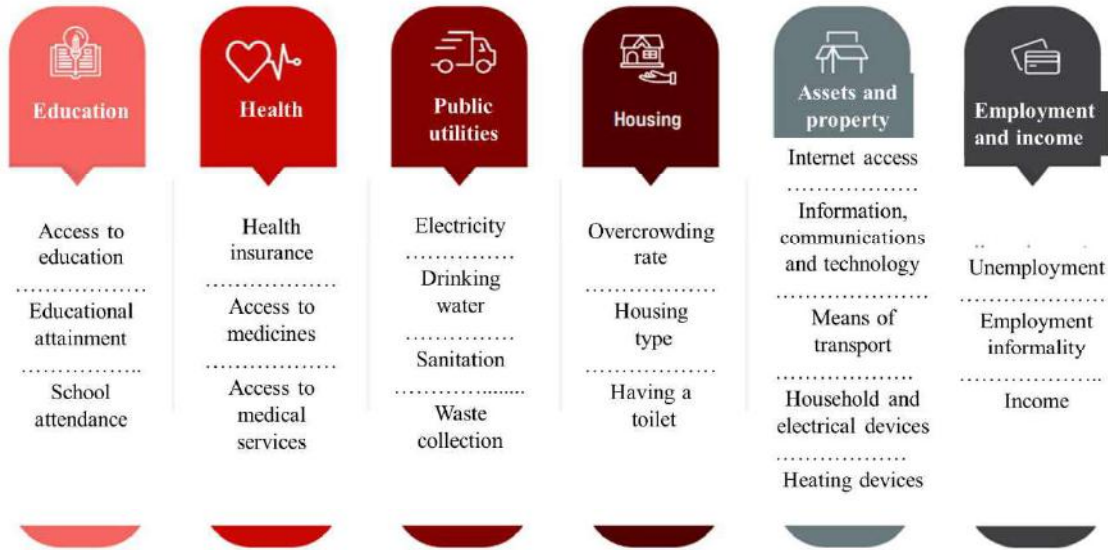 Education
Access to
education
Educational
attainment
School
attendance
Health
Health
insurance
Access to
medicines
Access to
medical
services
Public
utilities
Electricity
Drinking
water
Sanitation
Waste
collection
Housing
Overcrowding
rate
Housing
type
Having a
toilet
Assets and
property
Internet access
Information,
communications
and technology
Means of
transport
Household and
electrical devices
Heating devices
Employment
and income
Unemployment
Employment
informality
Income